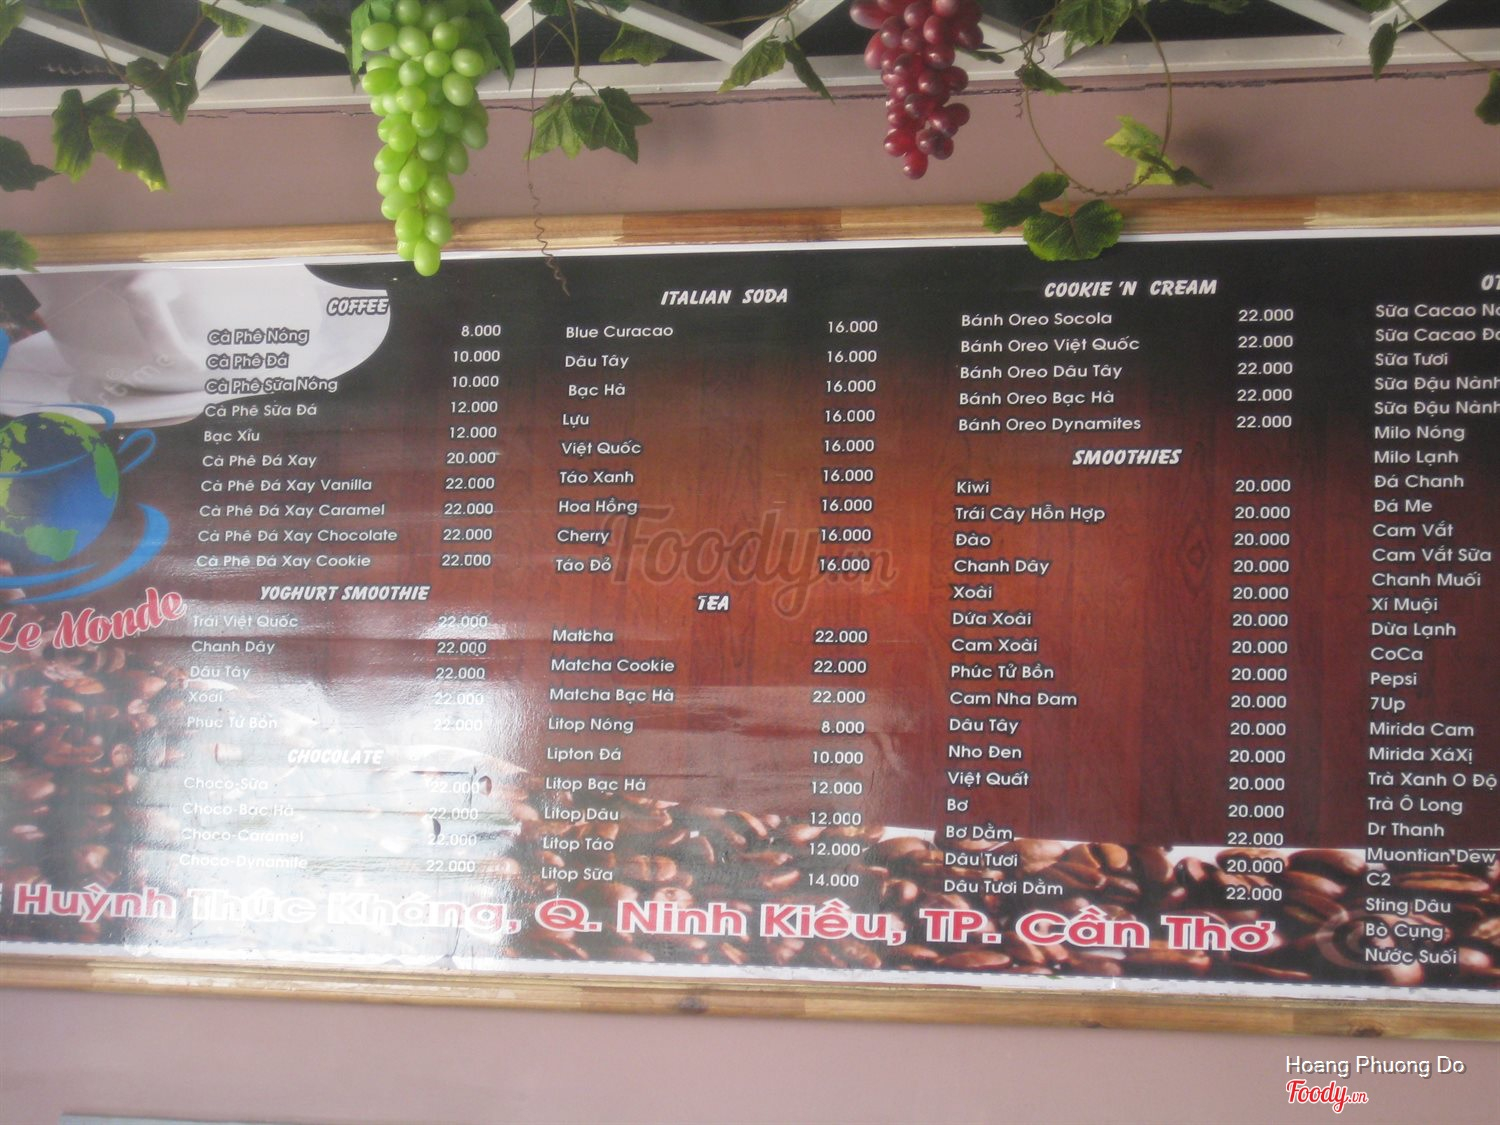 COFFEE
Cà Phê Nóng 8.000
Cà Phê Đá 10.000
Cà Phê Sữa Nóng 10.000
Cà Phê Sữa Đá 12.000
Bạc Xỉu 12.000
Cà Phê Đá Xay 20.000
Cà Phê Đá Xay Vanilla 22.000
Cà Phê Đá Xay Caramel 22.000
Cà Phê Đá Xay Chocolate 22.000
Cà Phê Đá Xay Cookie 22.000
YOGHURT SMOOTHIE
Trái Việt Quốc 22.000
Chanh Dây 22.000
Dâu Tây 22.000
Xoài 22.000
Phúc Tử Bồn 22.000
CHOCOLATE
Choco-Sữa 22.000
Choco-Bạc Hà 22.000
Choco-Caramel 22.000
Choco-Dynamite 22.000
Le Monde
ITALIAN SODA
Blue Curacao 16.000
Dâu Tây 16.000
Bạc Hà 16.000
Lựu 16.000
Việt Quốc 16.000
Táo Xanh 16.000
Hoa Hồng 16.000
Cherry 16.000
Táo Đỏ 16.000
TEA
Matcha 22.000
Matcha Cookie 22.000
Matcha Bạc Hà 22.000
Litop Nóng 8.000
Lipton Đá 10.000
Litop Bạc Hà 12.000
Litop Dâu 12.000
Litop Táo 12.000
Litop Sữa 14.000
COOKIE 'N CREAM
Bánh Oreo Socola 22.000
Bánh Oreo Việt Quốc 22.000
Bánh Oreo Dâu Tây 22.000
Bánh Oreo Bạc Hà 22.000
Bánh Oreo Dynamites 22.000
SMOOTHIES
Kiwi 20.000
Trái Cây Hỗn Hợp 20.000
Đào 20.000
Chanh Dây 20.000
Xoài 20.000
Dứa Xoài 20.000
Cam Xoài 20.000
Phúc Tử Bồn 20.000
Cam Nha Đam 20.000
Dâu Tây 20.000
Nho Đen 20.000
Việt Quất 20.000
Bơ 20.000
Bơ Dằm 22.000
Dâu Tươi 20.000
Dâu Tươi Dằm 22.000
Sữa Cacao
Sữa Cacao
Sữa Tươi
Sữa Đậu Nành
Sữa Đậu Nành
Milo Nóng
Milo Lạnh
Đá Chanh
Đá Me
Cam Vắt
Cam Vắt Sữa
Chanh Muối
Xí Muội
Dừa Lạnh
CoCa
Pepsi
7Up
Mirida Cam
Mirida XáXị
Trà Xanh O Độ
Trà Ô Long
Dr Thanh
Muontian Dew
C2
Sting Dâu
Bò Cụng
Nước Suối
Huỳnh Thúc Kháng, Q. Ninh Kiều, TP. Cần Thơ
Foody.vn
Hoang Phuong Do
Foody.vn